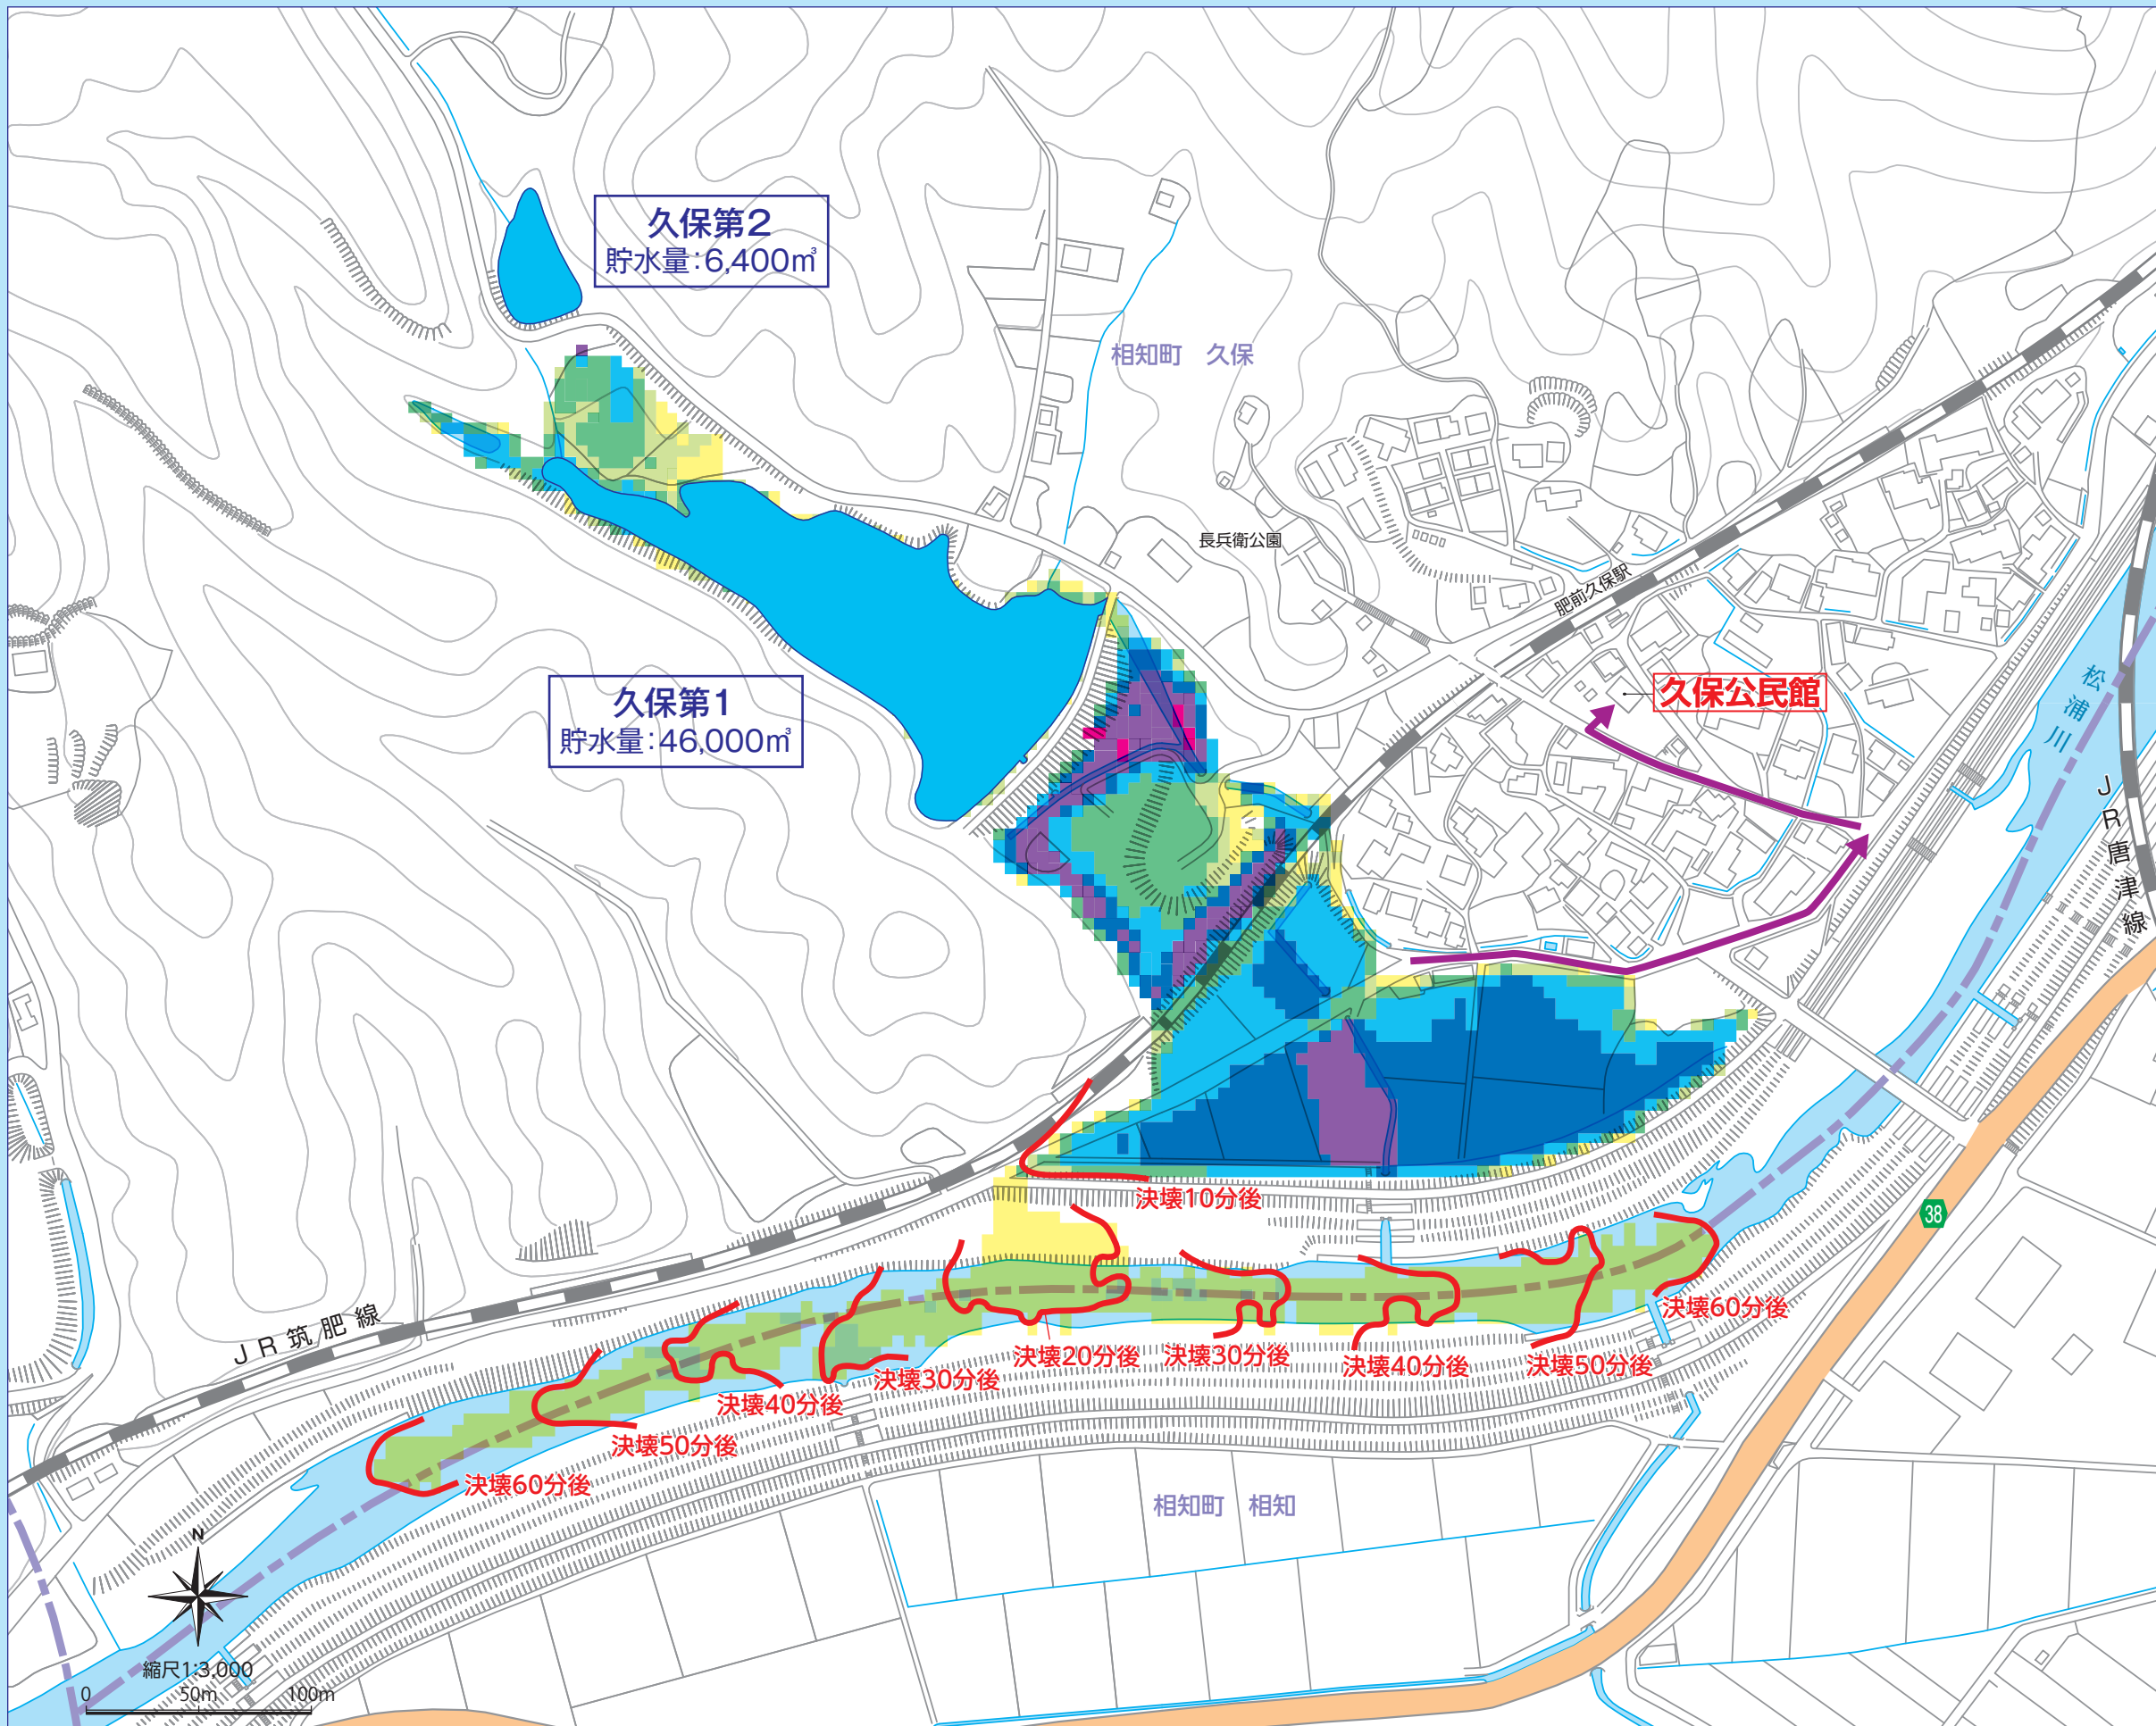 久保第2
貯水量:6,400㎥
相知町　久保
長兵衛公園
肥前久保駅
久保第1
貯水量:46,000㎥
久保公民館
松浦川
JR唐津線
決壊10分後
38
決壊20分後
決壊30分後
決壊40分後
決壊50分後
決壊60分後
決壊30分後
決壊40分後
決壊50分後
決壊60分後
JR筑肥線
相知町　相知
N
縮尺1:3,000
0 50m 100m